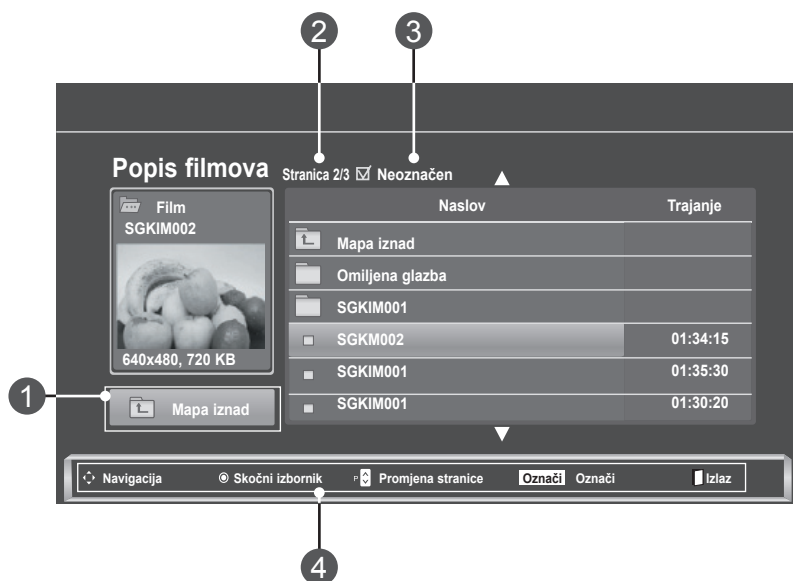 2 3
Popis filmova Stranica 2/3 Neoznačen
Film
SGKIM002
640x480, 720 KB
1 Mapa iznad
Naslov Trajanje
Mapa iznad
Omiljena glazba
SGKIM001
SGKM002 01:34:15
SGKIM001 01:35:30
SGKIM001 01:30:20
Navigacija Skočni izbornik P Promjena stranice Označi Označi Izlaz
4